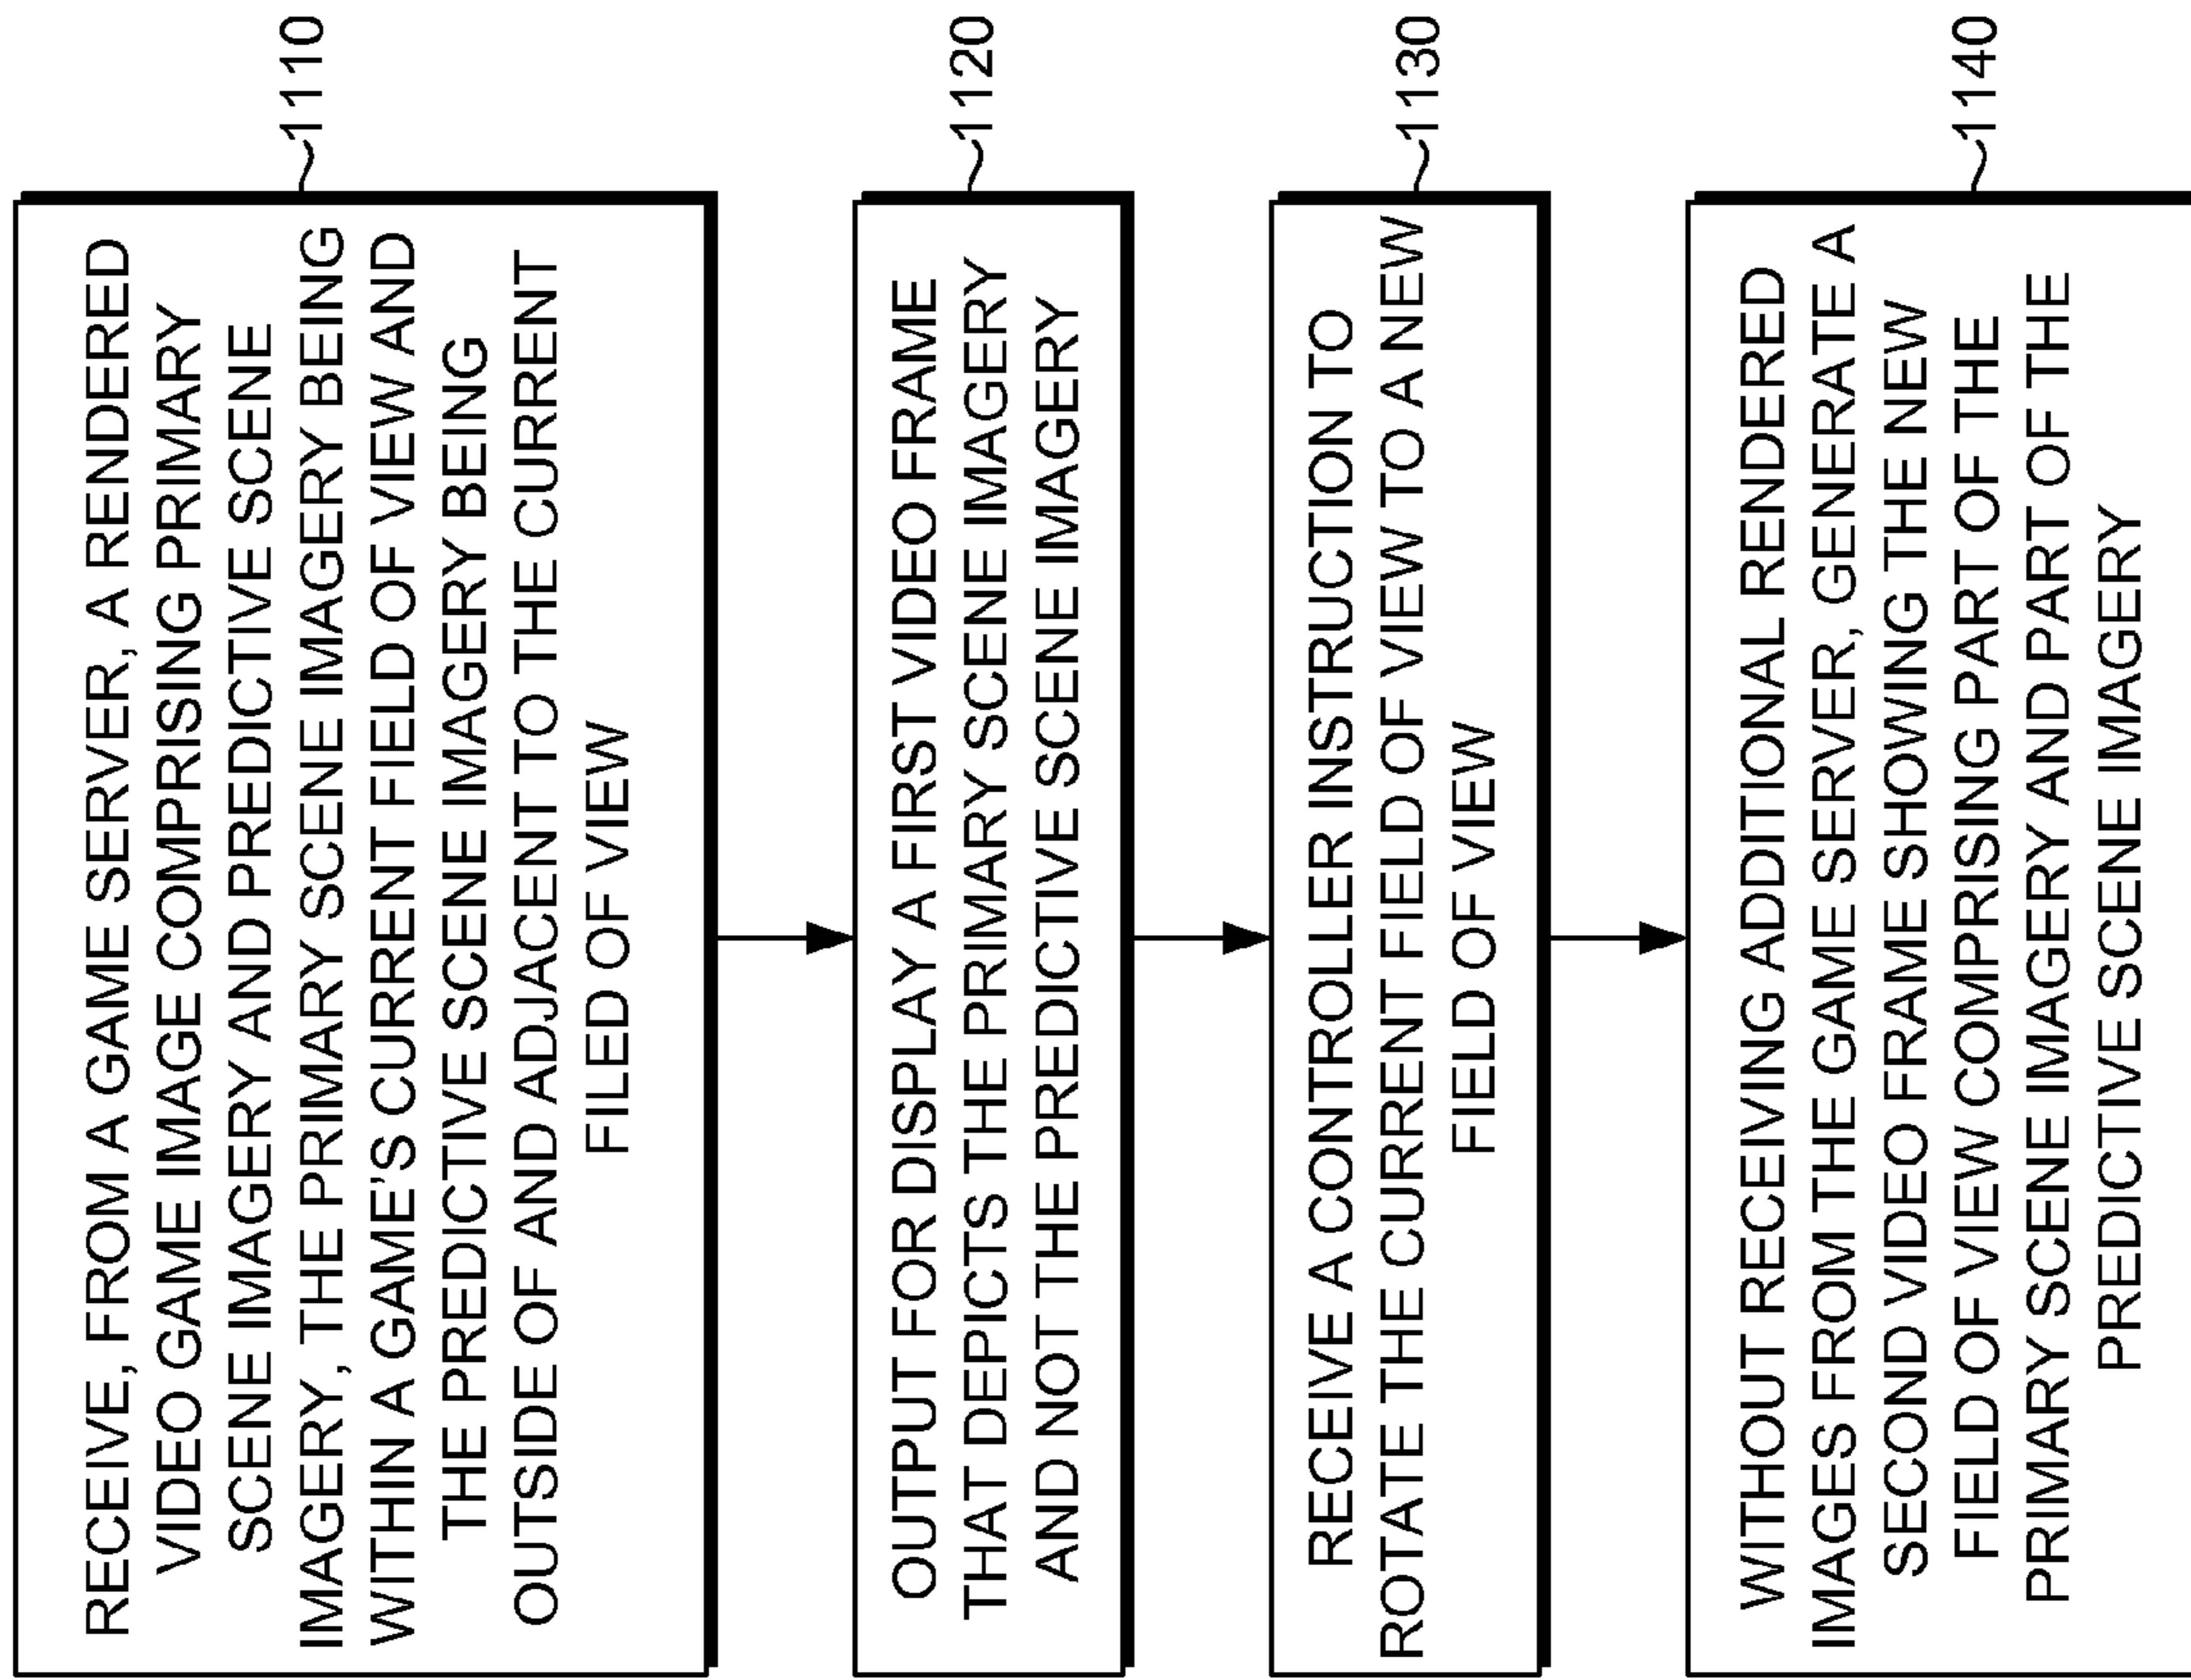 RECEIVE, FROM A GAME SERVER, A RENDERED
VIDEO GAME IMAGE COMPRISING PRIMARY
SCENE IMAGERY AND PREDICTIVE SCENE
IMAGERY, THE PRIMARY SCENE IMAGERY BEING
WITHIN A GAME'S CURRENT FIELD OF VIEW AND
THE PREDICTIVE SCENE IMAGERY BEING
OUTSIDE OF AND ADJACENT TO THE CURRENT
FILED OF VIEW
1110
OUTPUT FOR DISPLAY A FIRST VIDEO FRAME
THAT DEPICTS THE PRIMARY SCENE IMAGERY
AND NOT THE PREDICTIVE SCENE IMAGERY
1120
RECEIVE A CONTROLLER INSTRUCTION TO
ROTATE THE CURRENT FIELD OF VIEW TO A NEW
FIELD OF VIEW
1130
WITHOUT RECEIVING ADDITIONAL RENDERED
IMAGES FROM THE GAME SERVER, GENERATE A
SECOND VIDEO FRAME SHOWING THE NEW
FIELD OF VIEW COMPRISING PART OF THE
PRIMARY SCENE IMAGERY AND PART OF THE
PREDICTIVE SCENE IMAGERY
1140